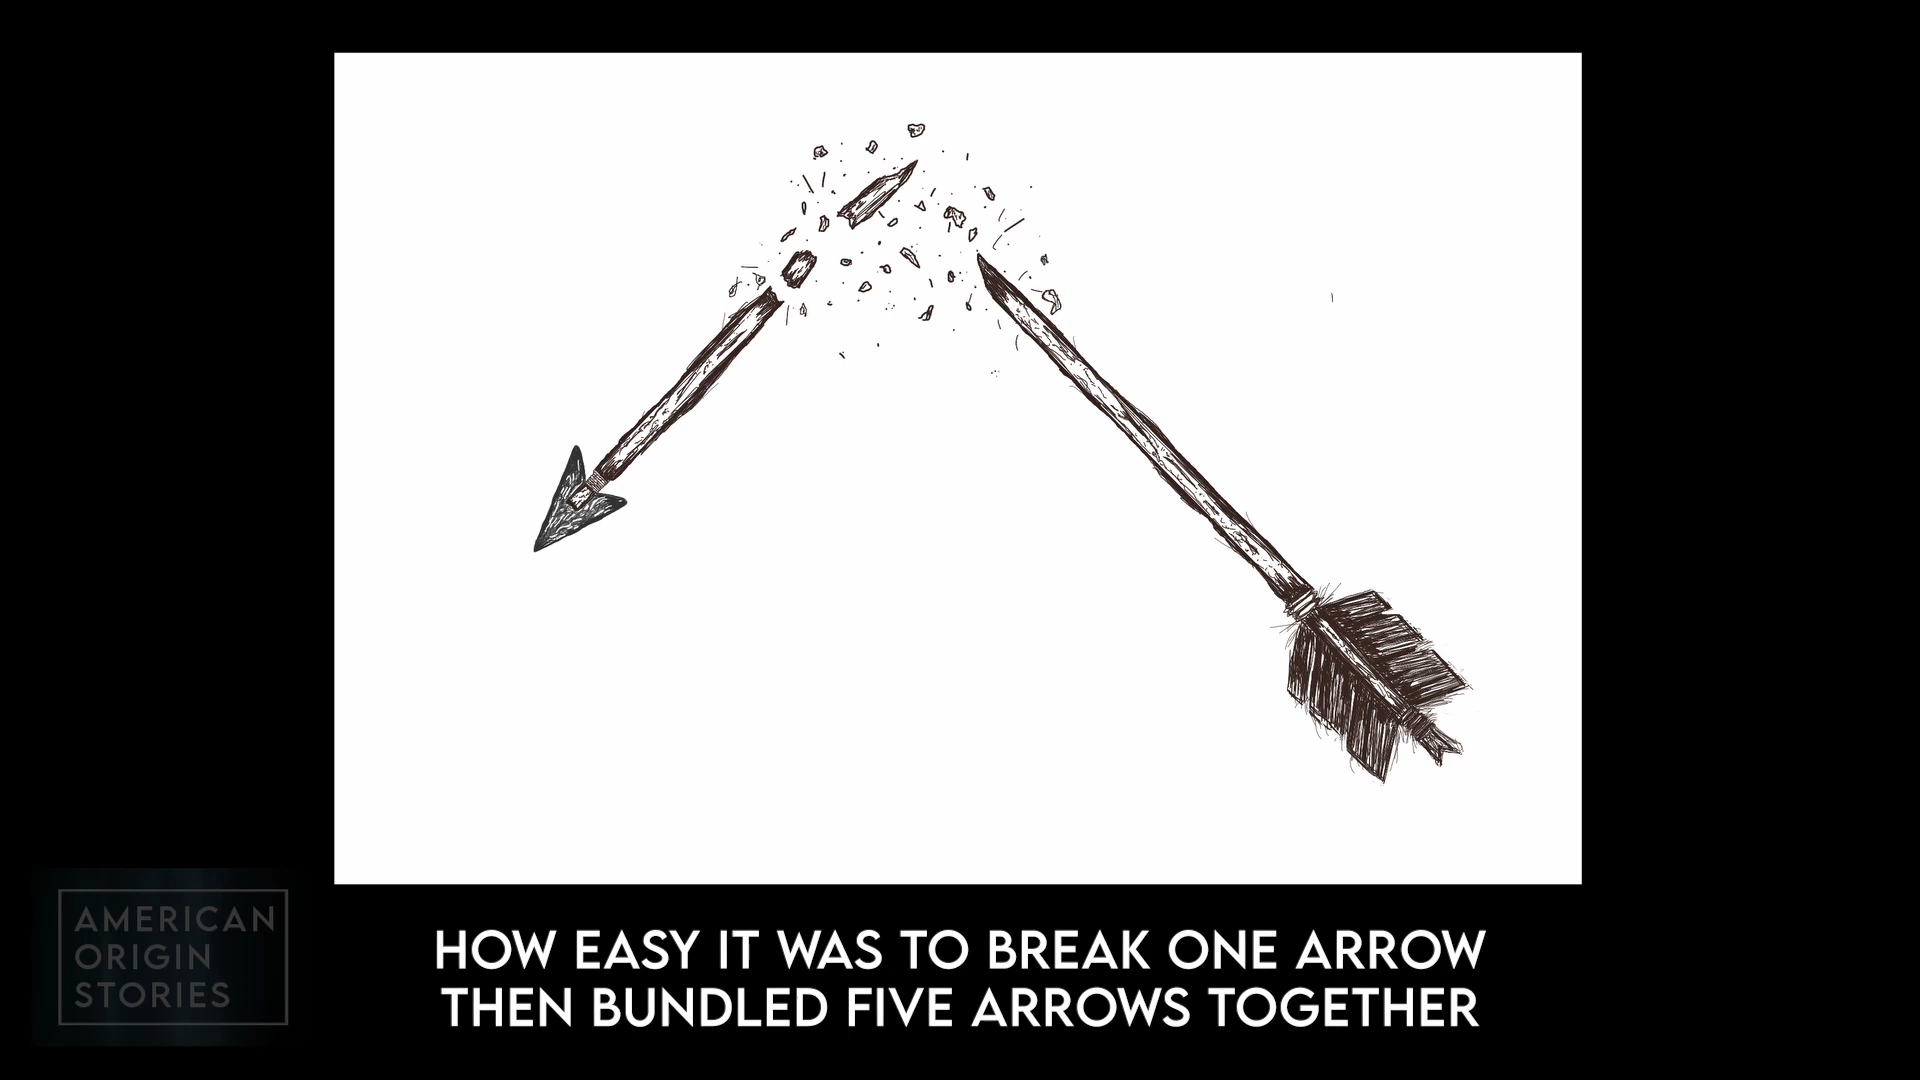 AMERICAN
ORIGIN
STORIES
HOW EASY IT WAS TO BREAK ONE ARROW
THEN BUNDLED FIVE ARROWS TOGETHER